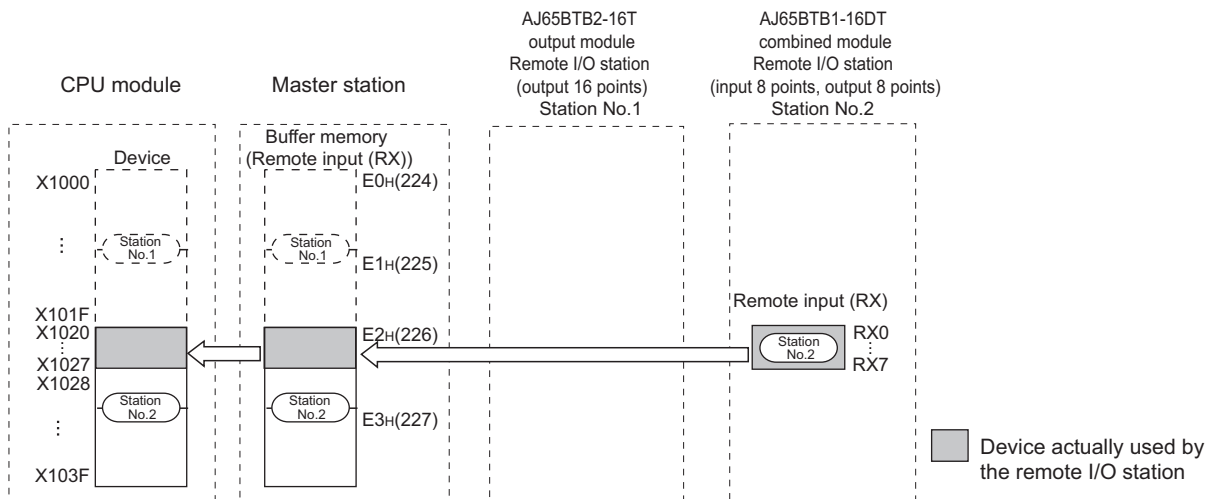 AJ65BTB2-16T
output module
Remote I/O station
(output 16 points)
Station No.1
AJ65BTB1-16DT
combined module
Remote I/O station
(input 8 points, output 8 points)
Station No.2
CPU module
Master station
Device
Buffer memory
(Remote input (RX))
X1000
⋮
X101F
X1020
⋮
X1027
X1028
⋮
X103F
Station
No.1
Station
No.2
Station
No.1
Station
No.2
E0H(224)
E1H(225)
E2H(226)
E3H(227)
Remote input (RX)
Station
No.2
RX0
⋮
RX7
Device actually used by
the remote I/O station